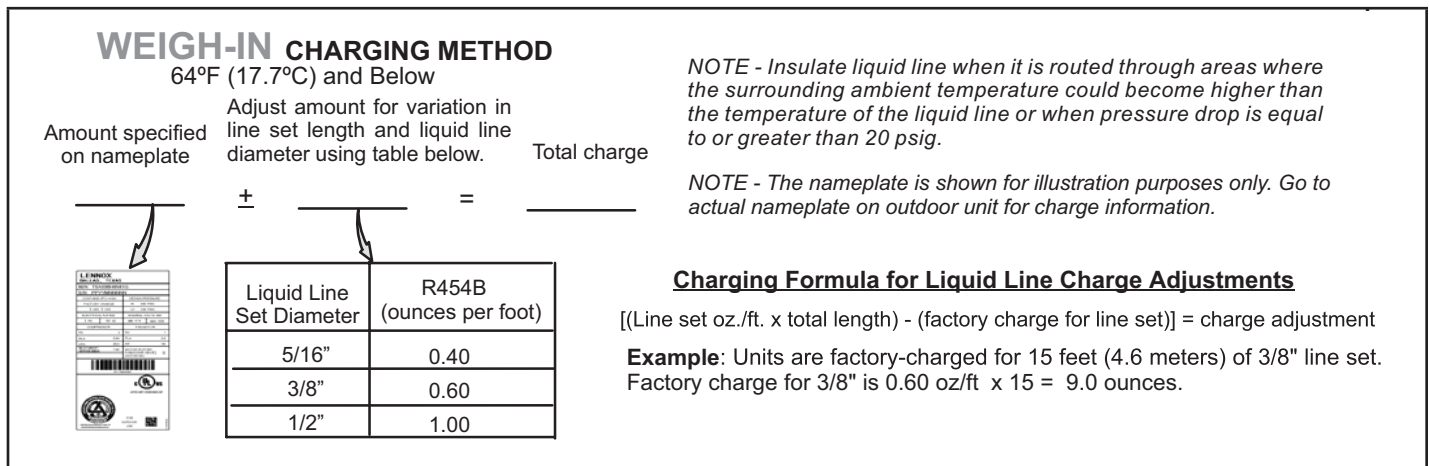 WEIGH-IN CHARGING METHOD
64ºF (17.7ºC) and Below
Amount specified
on nameplate
Adjust amount for variation in
line set length and liquid line
diameter using table below.
Total charge
± =
LENNOX
Liquid Line
Set Diameter
R454B
(ounces per foot)
5/16” 0.40
3/8” 0.60
1/2” 1.00
NOTE - Insulate liquid line when it is routed through areas where
the surrounding ambient temperature could become higher than
the temperature of the liquid line or when pressure drop is equal
to or greater than 20 psig.
NOTE - The nameplate is shown for illustration purposes only. Go to
actual nameplate on outdoor unit for charge information.
Charging Formula for Liquid Line Charge Adjustments
[(Line set oz./ft. x total length) - (factory charge for line set)] = charge adjustment
Example: Units are factory-charged for 15 feet (4.6 meters) of 3/8" line set.
Factory charge for 3/8" is 0.60 oz/ft x 15 = 9.0 ounces.